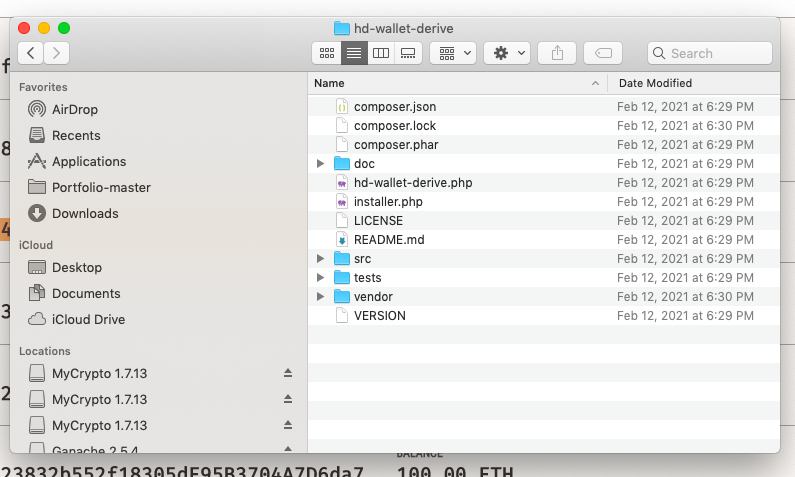 hd-wallet-derive
Search
Favorites
AirDrop
Recents
Applications
Portfolio-master
Downloads
iCloud
Desktop
Documents
iCloud Drive
Locations
MyCrypto 1.7.13
MyCrypto 1.7.13
MyCrypto 1.7.13
Ganache 2.5.4
Name Date Modified
composer.json Feb 12, 2021 at 6:29 PM
composer.lock Feb 12, 2021 at 6:30 PM
composer.phar Feb 12, 2021 at 6:29 PM
doc Feb 12, 2021 at 6:29 PM
hd-wallet-derive.php Feb 12, 2021 at 6:29 PM
installer.php Feb 12, 2021 at 6:29 PM
LICENSE Feb 12, 2021 at 6:29 PM
README.md Feb 12, 2021 at 6:29 PM
src Feb 12, 2021 at 6:29 PM
tests Feb 12, 2021 at 6:29 PM
vendor Feb 12, 2021 at 6:30 PM
VERSION Feb 12, 2021 at 6:29 PM
f
8
4
3
2
BALANCE
23832b552f18305dF95B3704A7D6da7 100.00 ETH